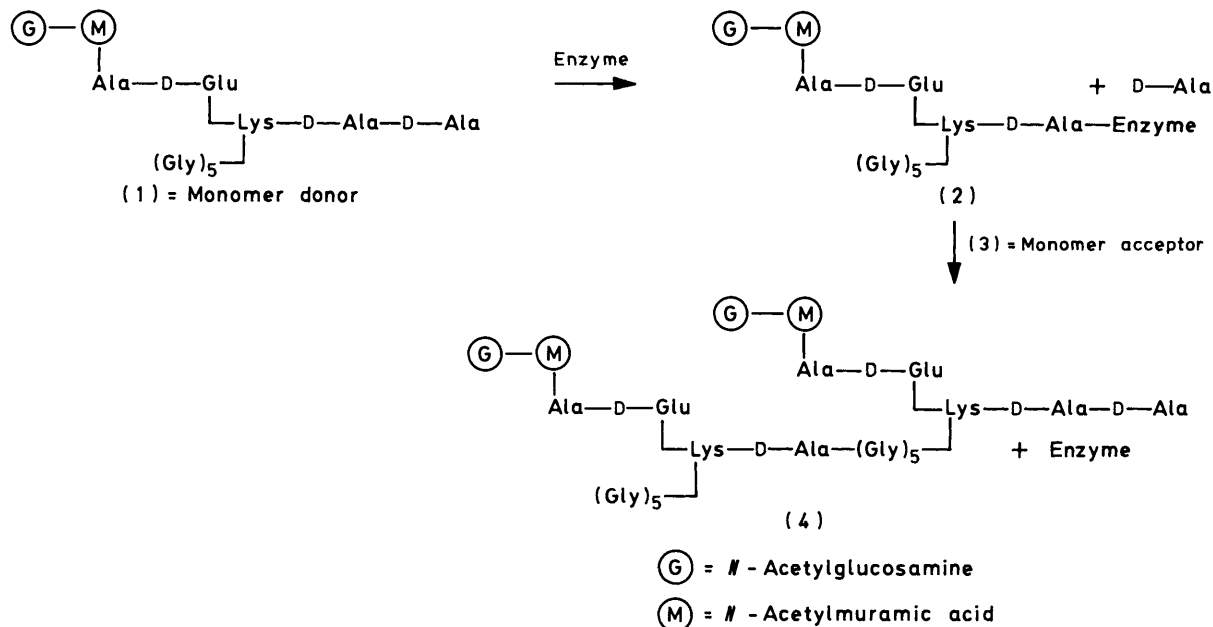 G—M
Ala—D—Glu
Lys—D—Ala—D—Ala
(Gly)5
(1) = Monomer donor
Enzyme
G—M
Ala—D—Glu
Lys—D—Ala—Enzyme
(Gly)5
+ D—Ala
(2)
(3) = Monomer acceptor
G—M
Ala—D—Glu
Lys—D—Ala—D—Ala
G—M
Ala—D—Glu
Lys—D—Ala—(Gly)5
(Gly)5
+ Enzyme
(4)
G = N-Acetylglucosamine
M = N-Acetylmuramic acid